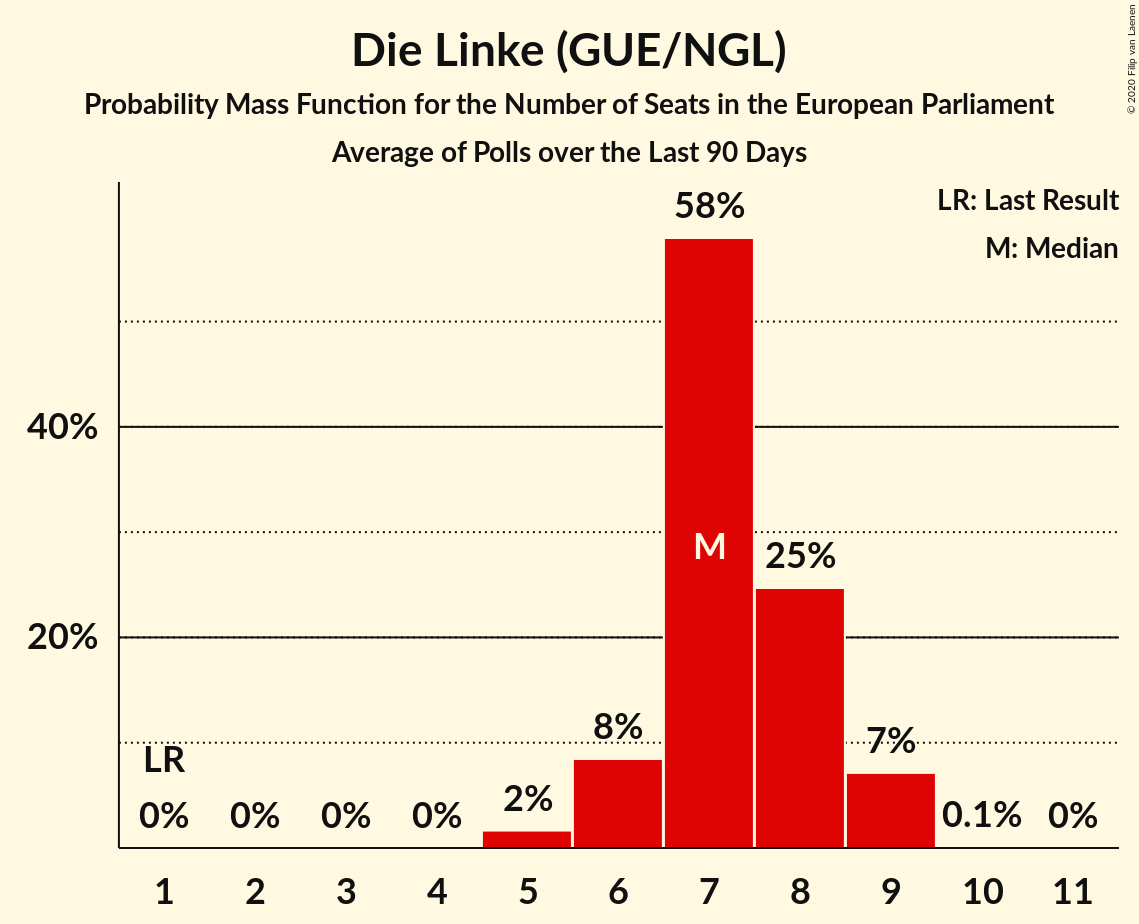 Die Linke (GUE/NGL)
Probability Mass Function for the Number of Seats in the European Parliament
Average of Polls over the Last 90 Days
© 2020 Filip van Laenen
LR: Last Result
M: Median
58%
40%
M
25%
20%
8%
7%
LR
2%
0% 0% 0% 0% 0.1% 0%
1 2 3 4 5 6 7 8 9 10 11